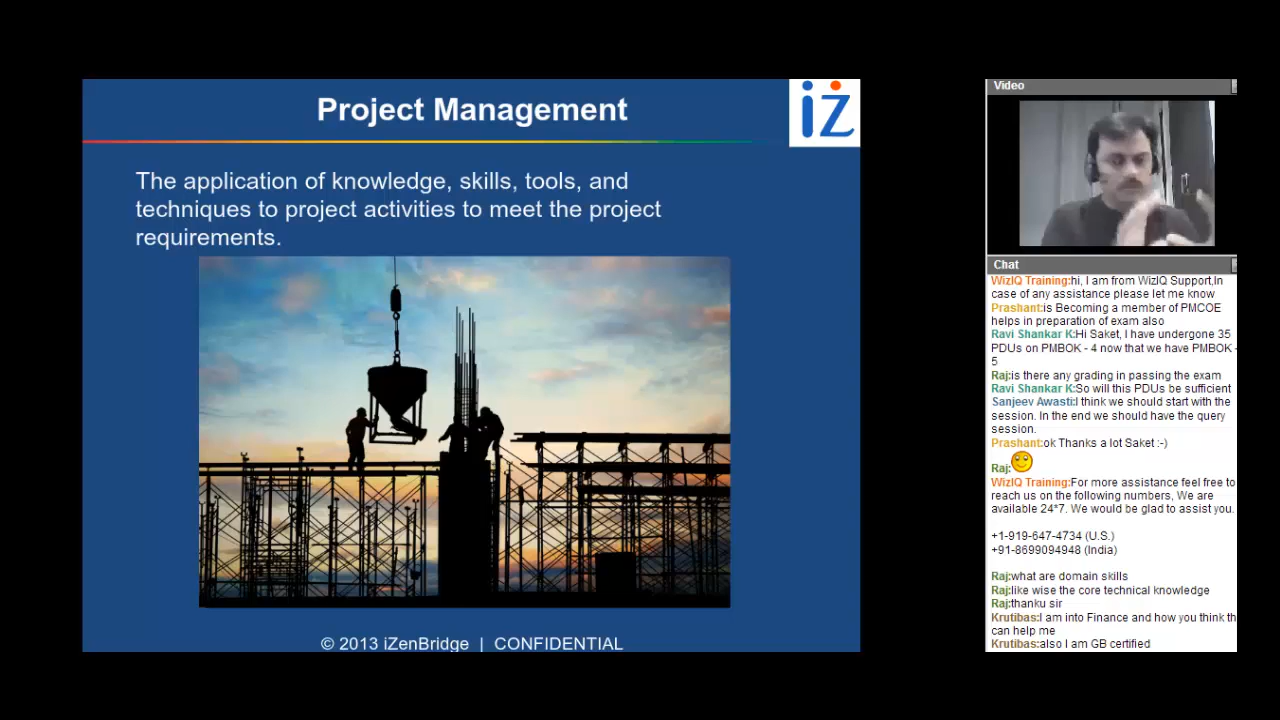 Project Management
iZ
The application of knowledge, skills, tools, and
techniques to project activities to meet the project
requirements.
© 2013 iZenBridge | CONFIDENTIAL
Video
Chat
WizIQ Training:hi, I am from WizIQ Support,In
case of any assistance please let me know
Prashant:is Becoming a member of PMCOE
helps in preparation of exam also
Ravi Shankar K:Hi Saket, I have undergone 35
PDUs on PMBOK - 4 now that we have PMBOK -
5
Raj:is there any grading in passing the exam
Ravi Shankar K:So will this PDUs be sufficient
Sanjeev Awasti:I think we should start with the
session. In the end we should have the query
session.
Prashant:ok Thanks a lot Saket :-)
Raj:
WizIQ Training:For more assistance feel free to
reach us on the following numbers, We are
available 24*7. We would be glad to assist you.
+1-919-647-4734 (U.S.)
+91-8699094948 (India)
Raj:what are domain skills
Raj:like wise the core technical knowledge
Raj:thanku sir
Krutibas:I am into Finance and how you think th
can help me
Krutibas:also I am GB certified